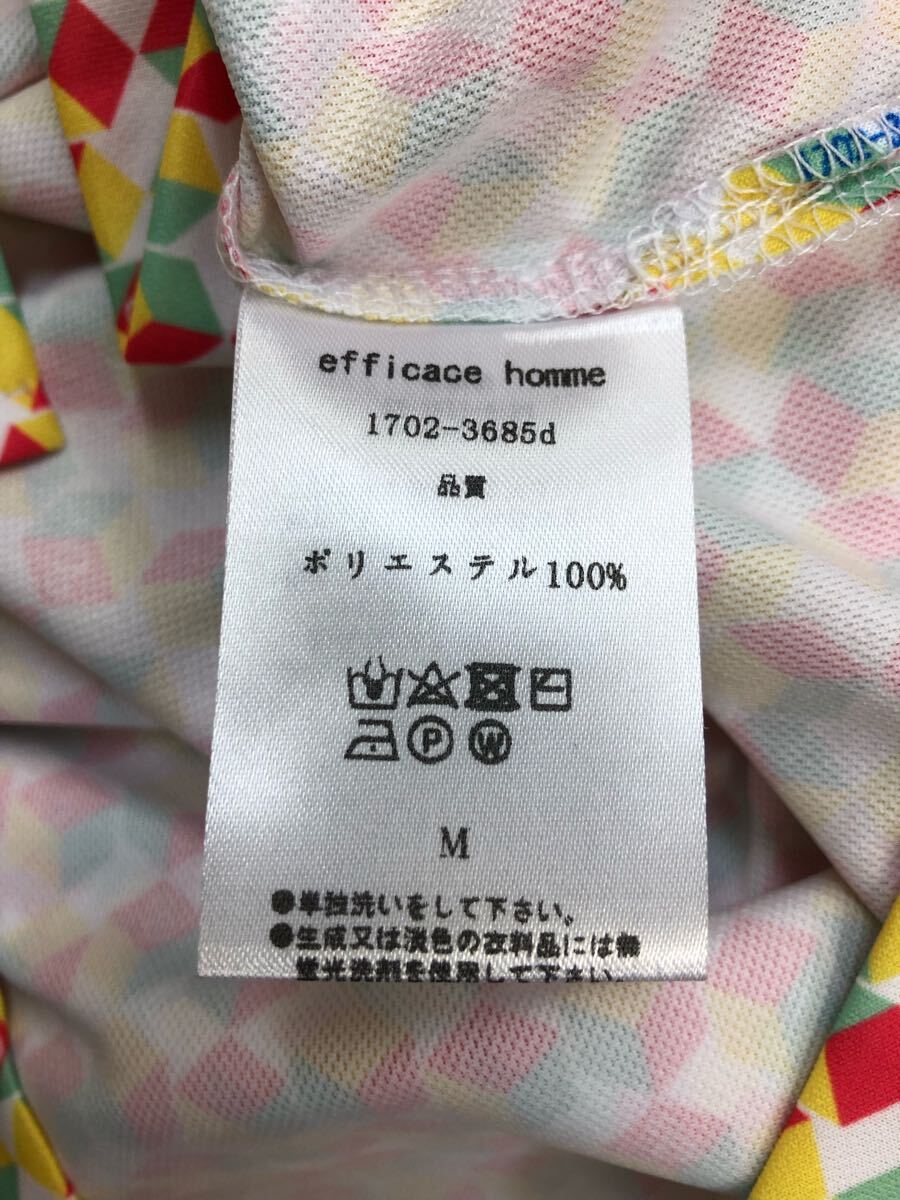 efficace homme
1702-3685d
品質
ポリエステル100%
P W
M
●単独洗いをして下さい。
●生成又は淡色の衣料品には無
蛍光洗剤を使用して下さい。